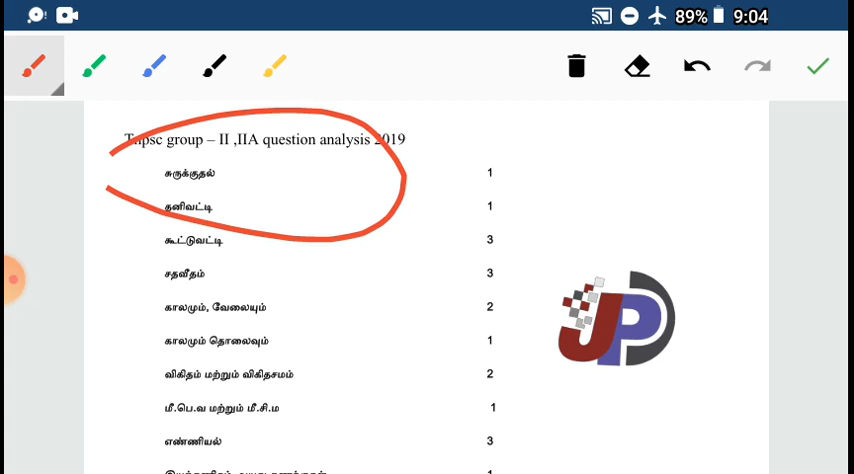 89% 9:04
Tnpsc group – II ,IIA question analysis 2019
சுருக்குதல் 1
தனிவட்டி 1
கூட்டுவட்டி 3
சதவீதம் 3
காலமும், வேலையும் 2
காலமும் தொலைவும் 1
விகிதம் மற்றும் விகிதசமம் 2
மீ.பெ.வ மற்றும் மீ.சி.ம 1
எண்ணியல் 3
JP